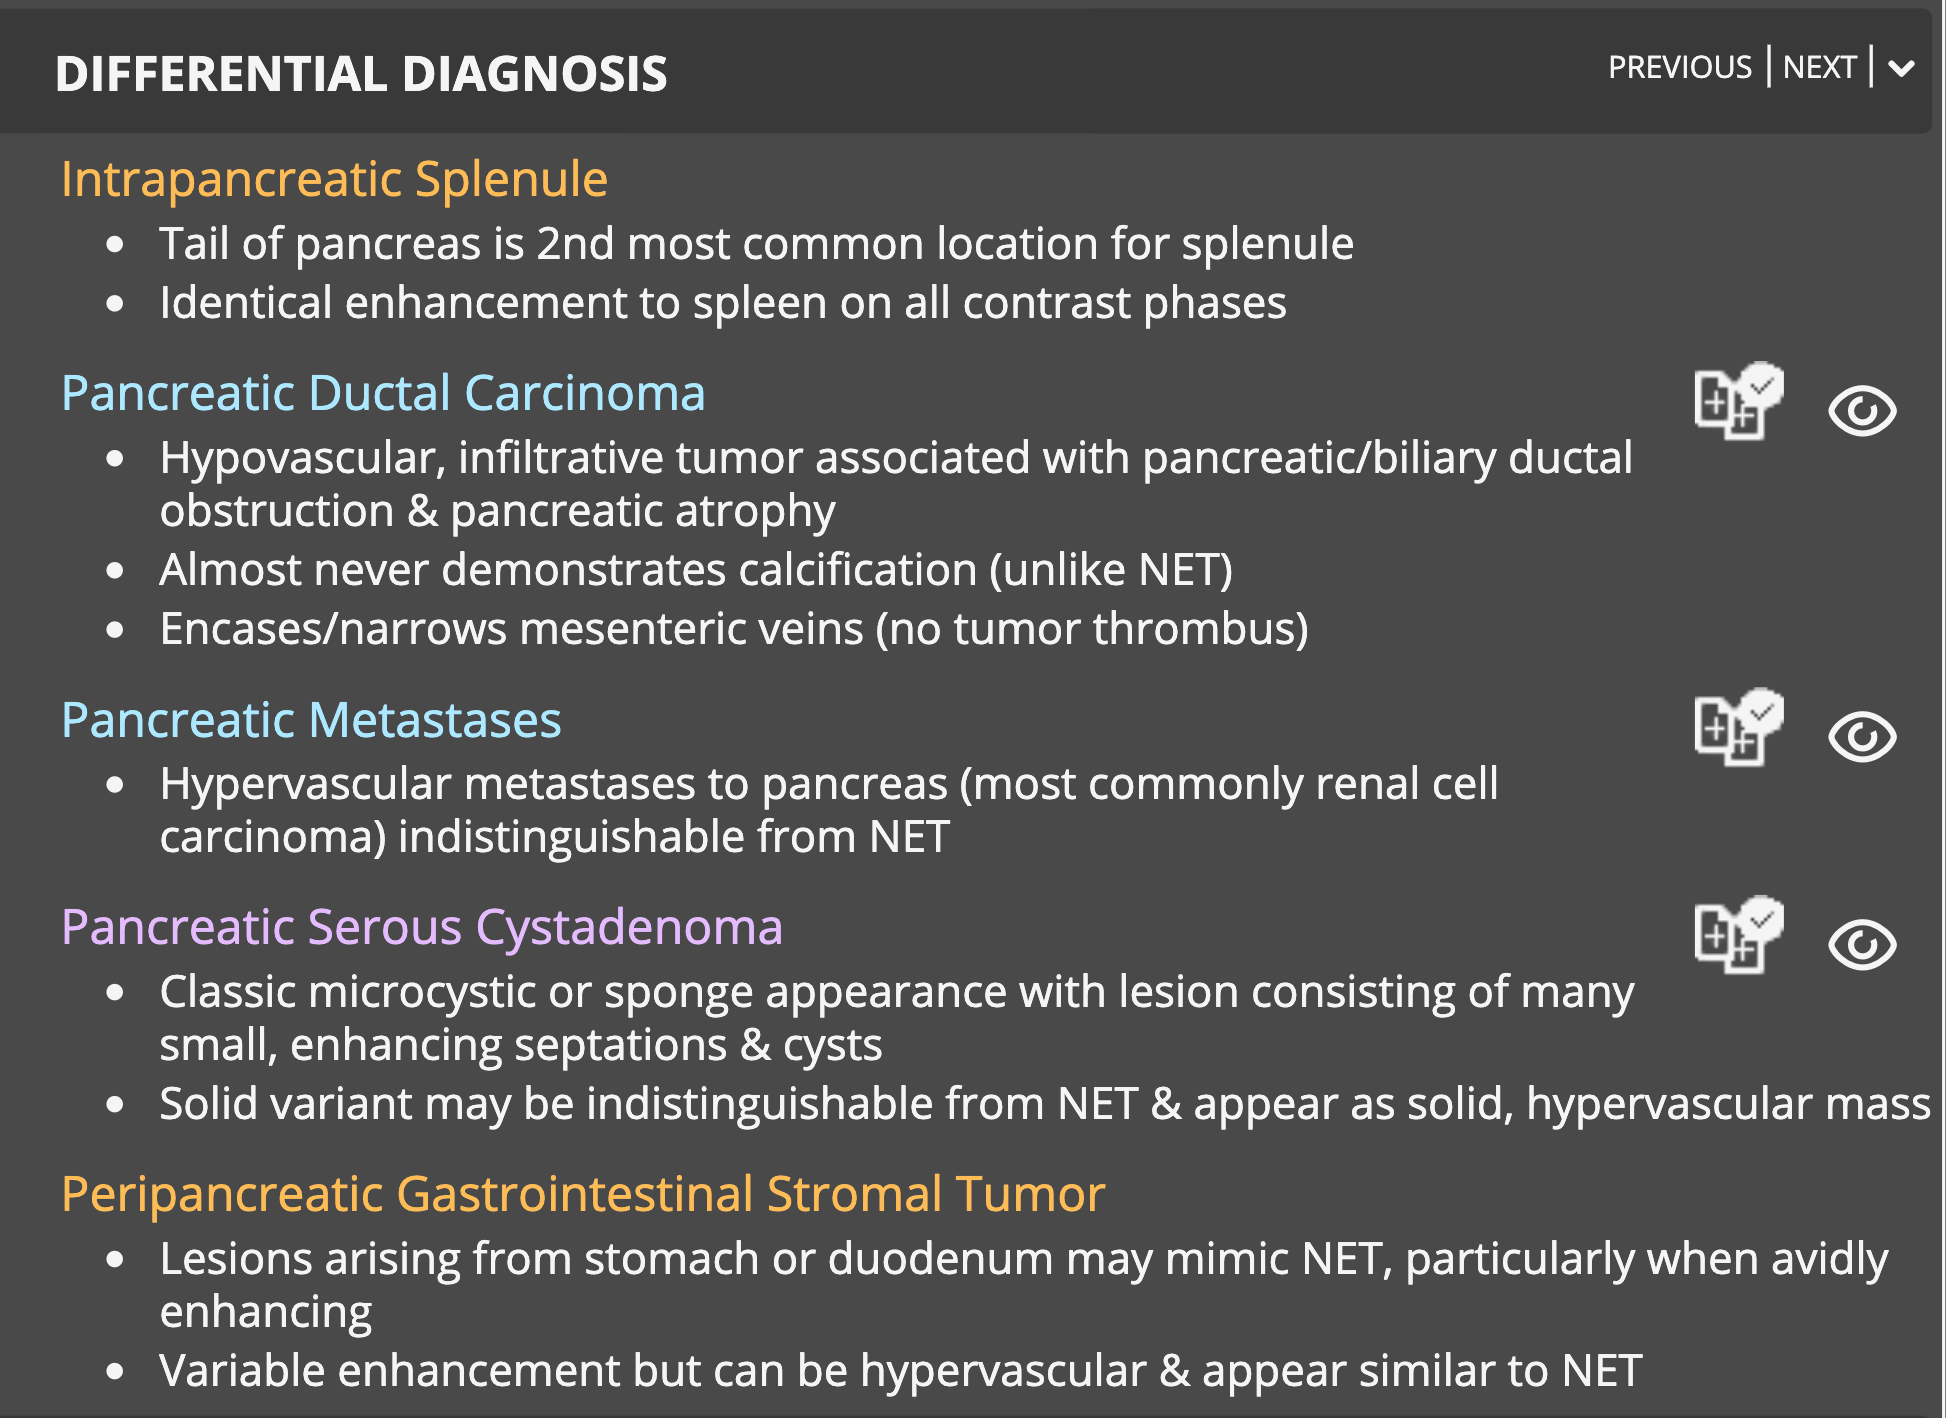 DIFFERENTIAL DIAGNOSIS
PREVIOUS | NEXT |
Intrapancreatic Splenule
• Tail of pancreas is 2nd most common location for splenule
• Identical enhancement to spleen on all contrast phases
Pancreatic Ductal Carcinoma
• Hypovascular, infiltrative tumor associated with pancreatic/biliary ductal
obstruction & pancreatic atrophy
• Almost never demonstrates calcification (unlike NET)
• Encases/narrows mesenteric veins (no tumor thrombus)
Pancreatic Metastases
• Hypervascular metastases to pancreas (most commonly renal cell
carcinoma) indistinguishable from NET
Pancreatic Serous Cystadenoma
• Classic microcystic or sponge appearance with lesion consisting of many
small, enhancing septations & cysts
• Solid variant may be indistinguishable from NET & appear as solid, hypervascular mass
Peripancreatic Gastrointestinal Stromal Tumor
• Lesions arising from stomach or duodenum may mimic NET, particularly when avidly
enhancing
• Variable enhancement but can be hypervascular & appear similar to NET